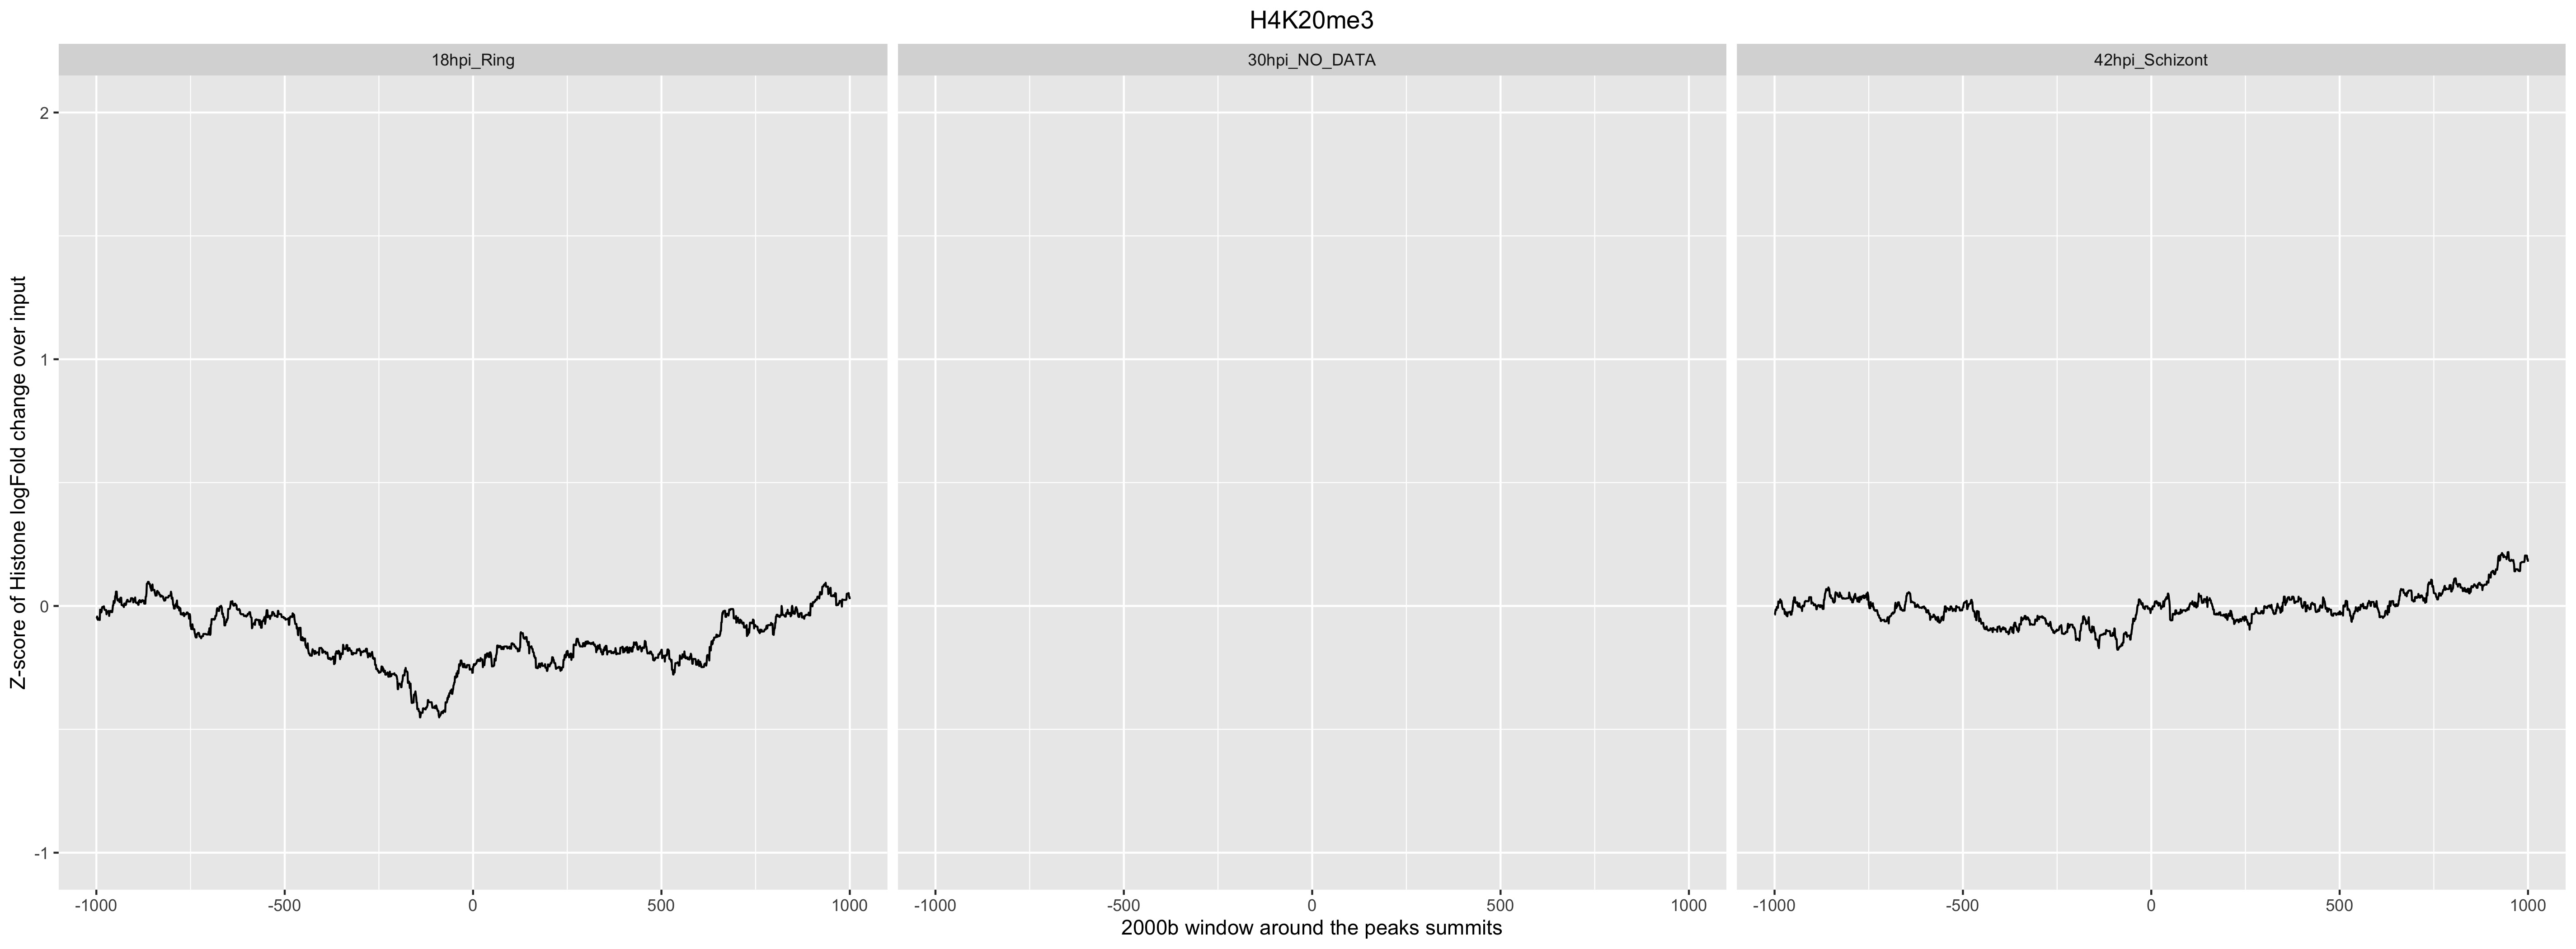 H4K20me3
18hpi_Ring
30hpi_NO_DATA
42hpi_Schizont
Z-score of Histone logFold change over input
2
1
0
-1
-1000 -500 0 500 1000
-1000 -500 0 500 1000
-1000 -500 0 500 1000
2000b window around the peaks summits